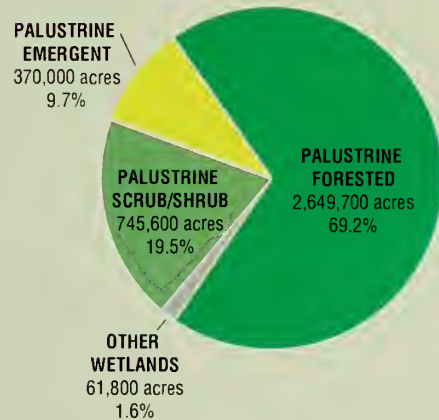 PALUSTRINE
EMERGENT
370,000 acres
9.7%
PALUSTRINE
FORESTED
2,649,700 acres
69.2%
PALUSTRINE
SCRUB/SHRUB
745,600 acres
19.5%
OTHER
WETLANDS
61,800 acres
1.6%